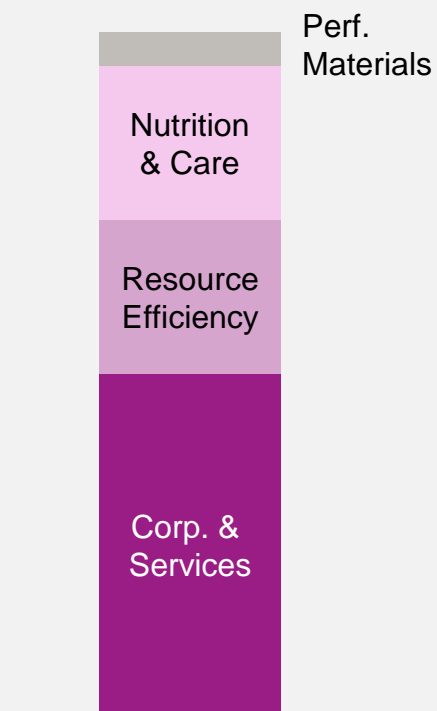 Perf.
Materials
Nutrition
& Care
Resource
Efficiency
Corp. &
Services